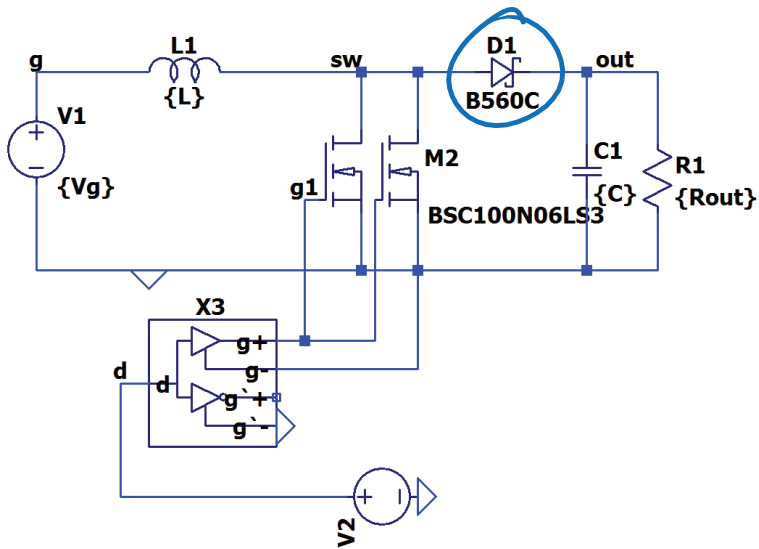 g
L1
{L}
sw
D1
B560C
out
V1
{Vg}
g1
M2
BSC100N06LS3
C1
{C}
R1
{Rout}
X3
d
d
g+
g-
g`+
g`-
V2